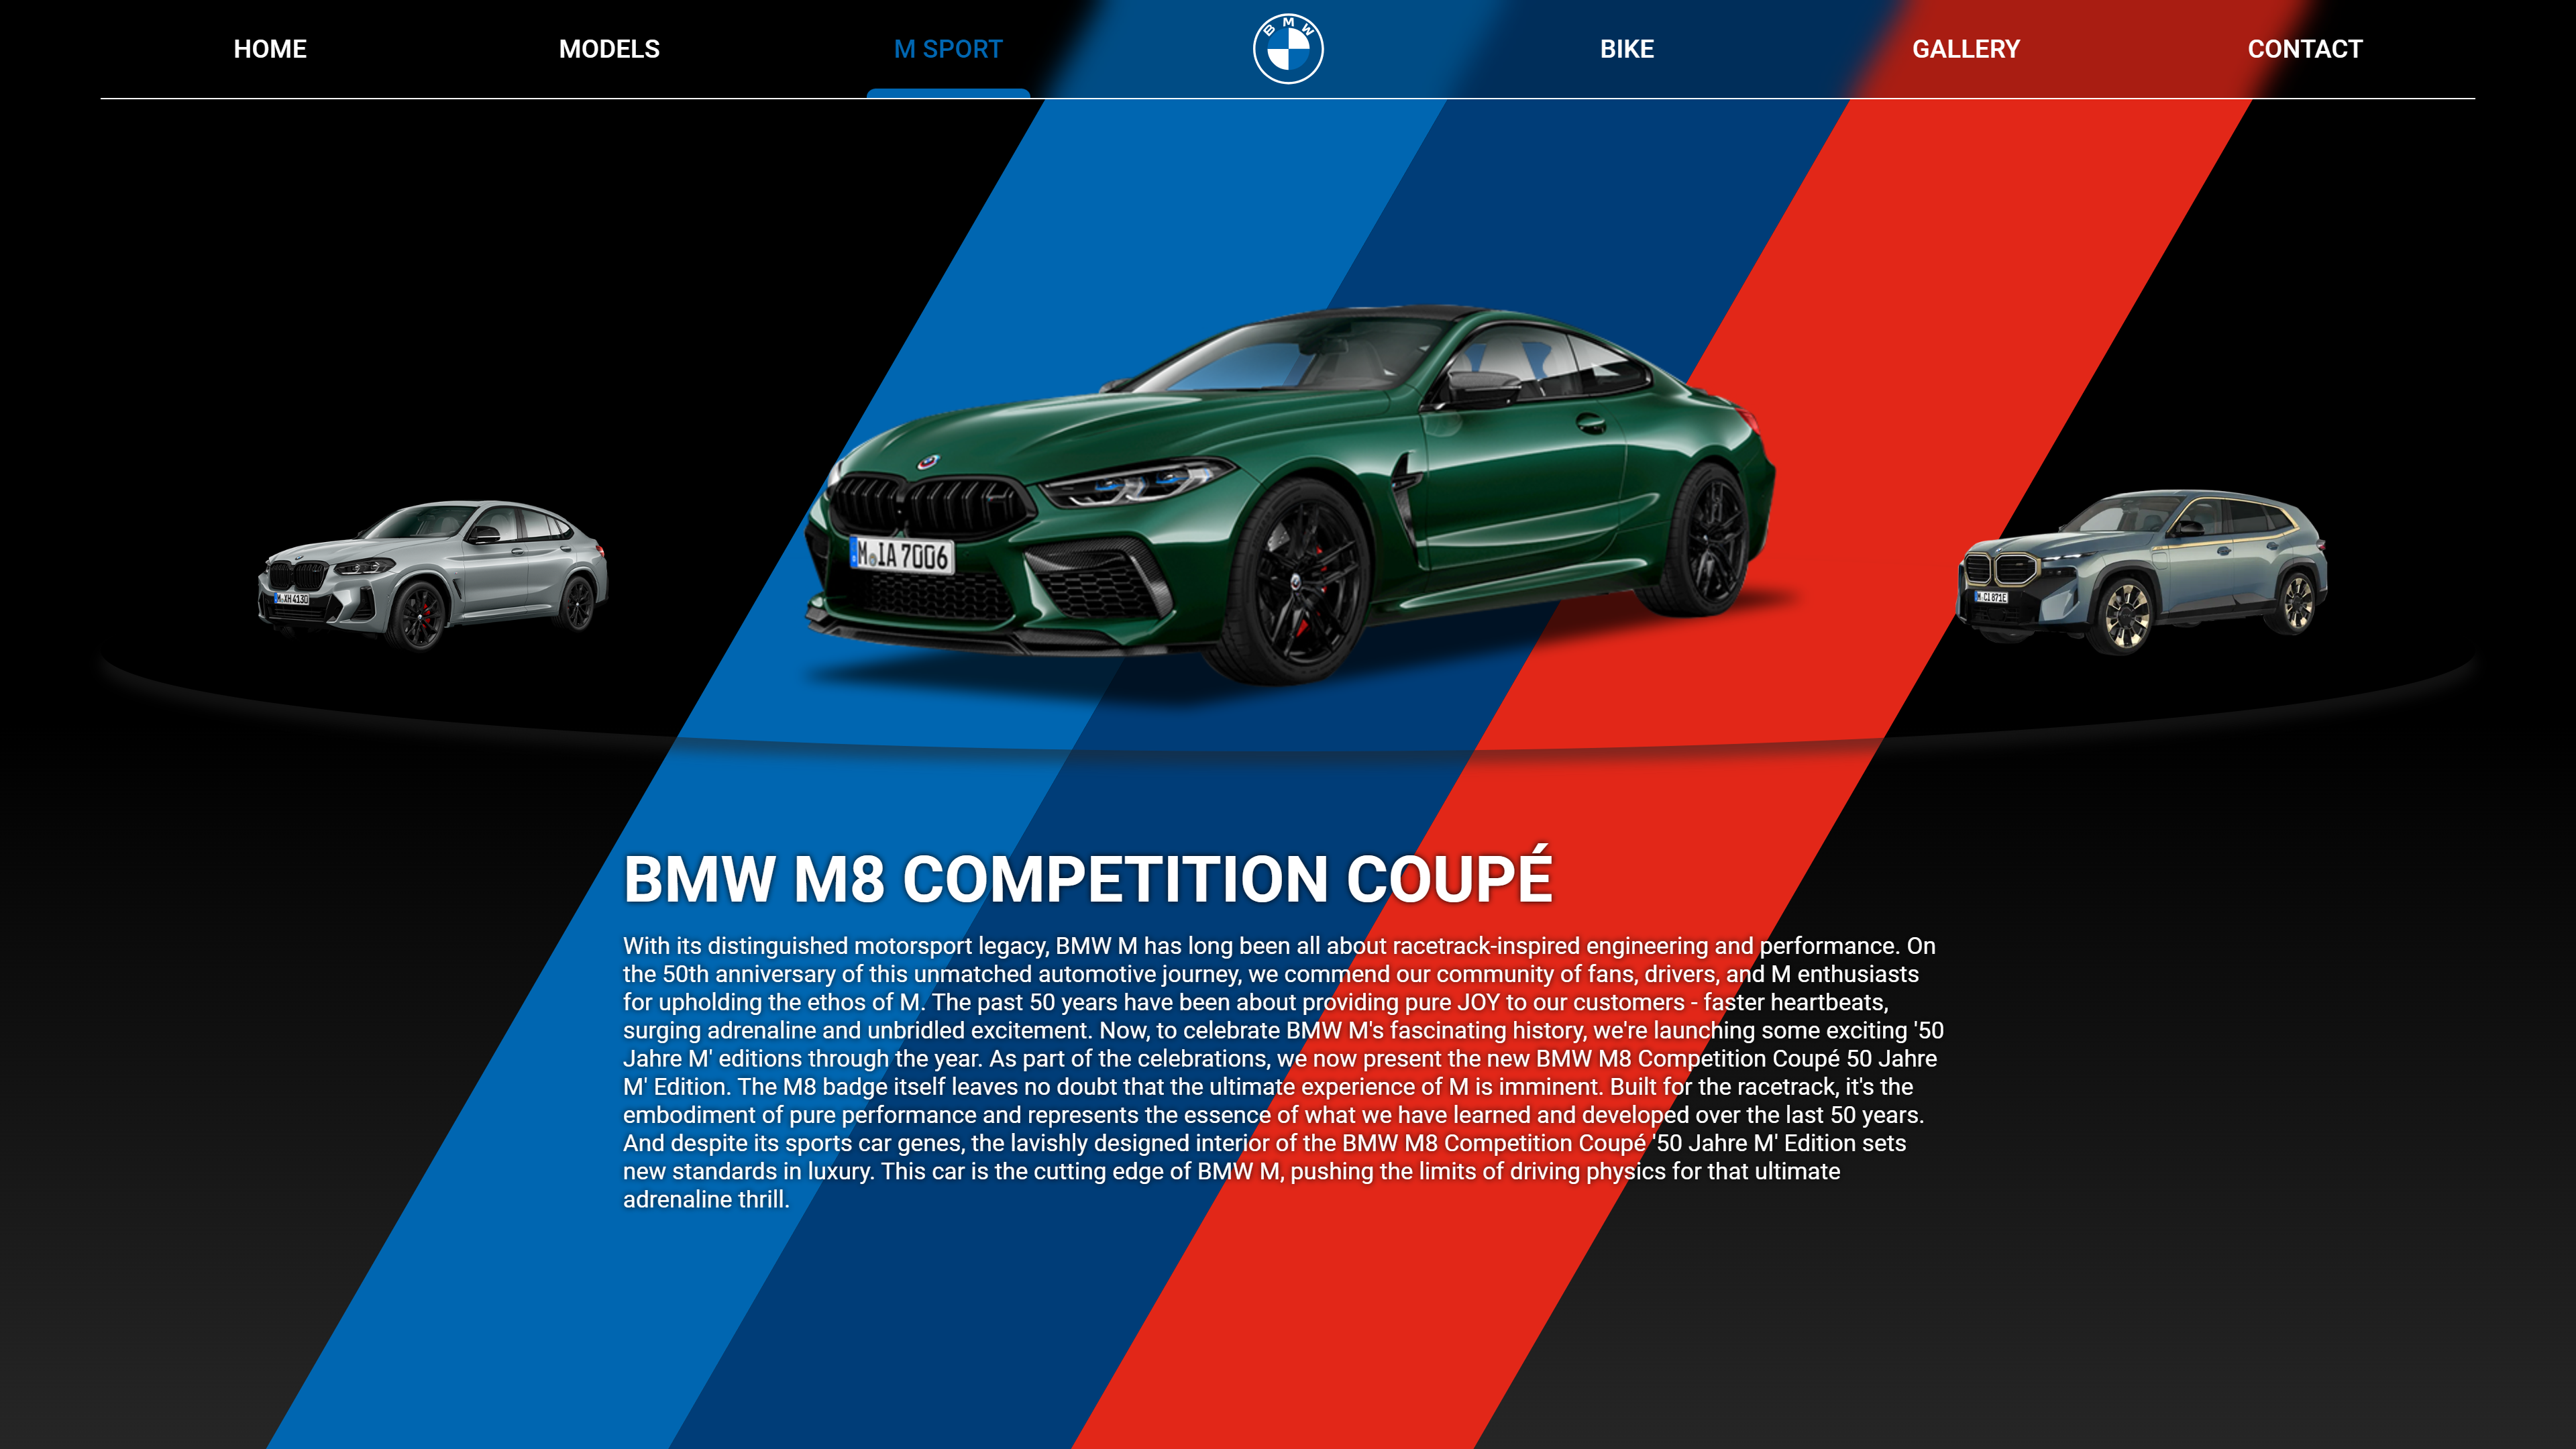 HOME MODELS M SPORT BMW BIKE GALLERY CONTACT
M IA 7006
M XH 4130
M CI 871E
BMW M8 COMPETITION COUPÉ
With its distinguished motorsport legacy, BMW M has long been all about racetrack-inspired engineering and performance. On
the 50th anniversary of this unmatched automotive journey, we commend our community of fans, drivers, and M enthusiasts
for upholding the ethos of M. The past 50 years have been about providing pure JOY to our customers - faster heartbeats,
surging adrenaline and unbridled excitement. Now, to celebrate BMW M's fascinating history, we're launching some exciting '50
Jahre M' editions through the year. As part of the celebrations, we now present the new BMW M8 Competition Coupé 50 Jahre
M' Edition. The M8 badge itself leaves no doubt that the ultimate experience of M is imminent. Built for the racetrack, it's the
embodiment of pure performance and represents the essence of what we have learned and developed over the last 50 years.
And despite its sports car genes, the lavishly designed interior of the BMW M8 Competition Coupé '50 Jahre M' Edition sets
new standards in luxury. This car is the cutting edge of BMW M, pushing the limits of driving physics for that ultimate
adrenaline thrill.